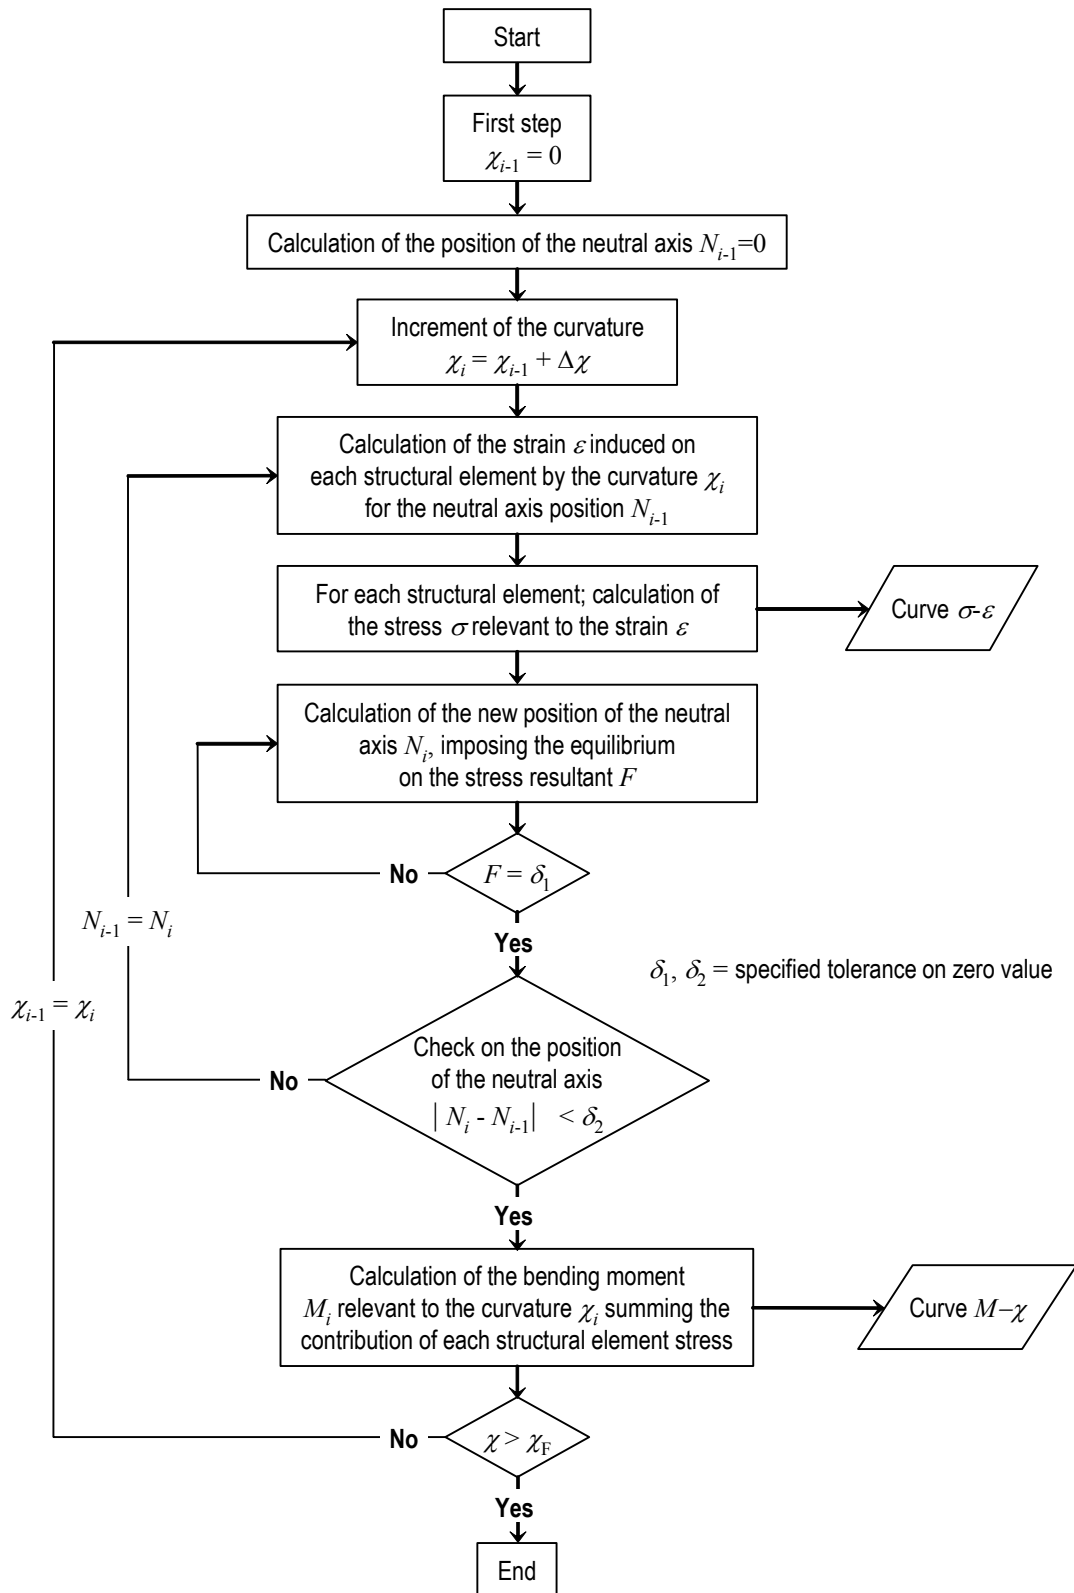 Start
First step
χi-1 = 0
Calculation of the position of the neutral axis Ni-1=0
Increment of the curvature
χi = χi-1 + Δχ
Calculation of the strain ε induced on
each structural element by the curvature χi
for the neutral axis position Ni-1
For each structural element; calculation of
the stress σ relevant to the strain ε
Curve σ-ε
Calculation of the new position of the neutral
axis Ni, imposing the equilibrium
on the stress resultant F
No
F = δ1
Ni-1 = Ni
Yes
δ1, δ2 = specified tolerance on zero value
χi-1 = χi
Check on the position
of the neutral axis
| Ni - Ni-1| < δ2
No
Yes
Calculation of the bending moment
Mi relevant to the curvature χi summing the
contribution of each structural element stress
Curve M−χ
No
χ > χF
Yes
End